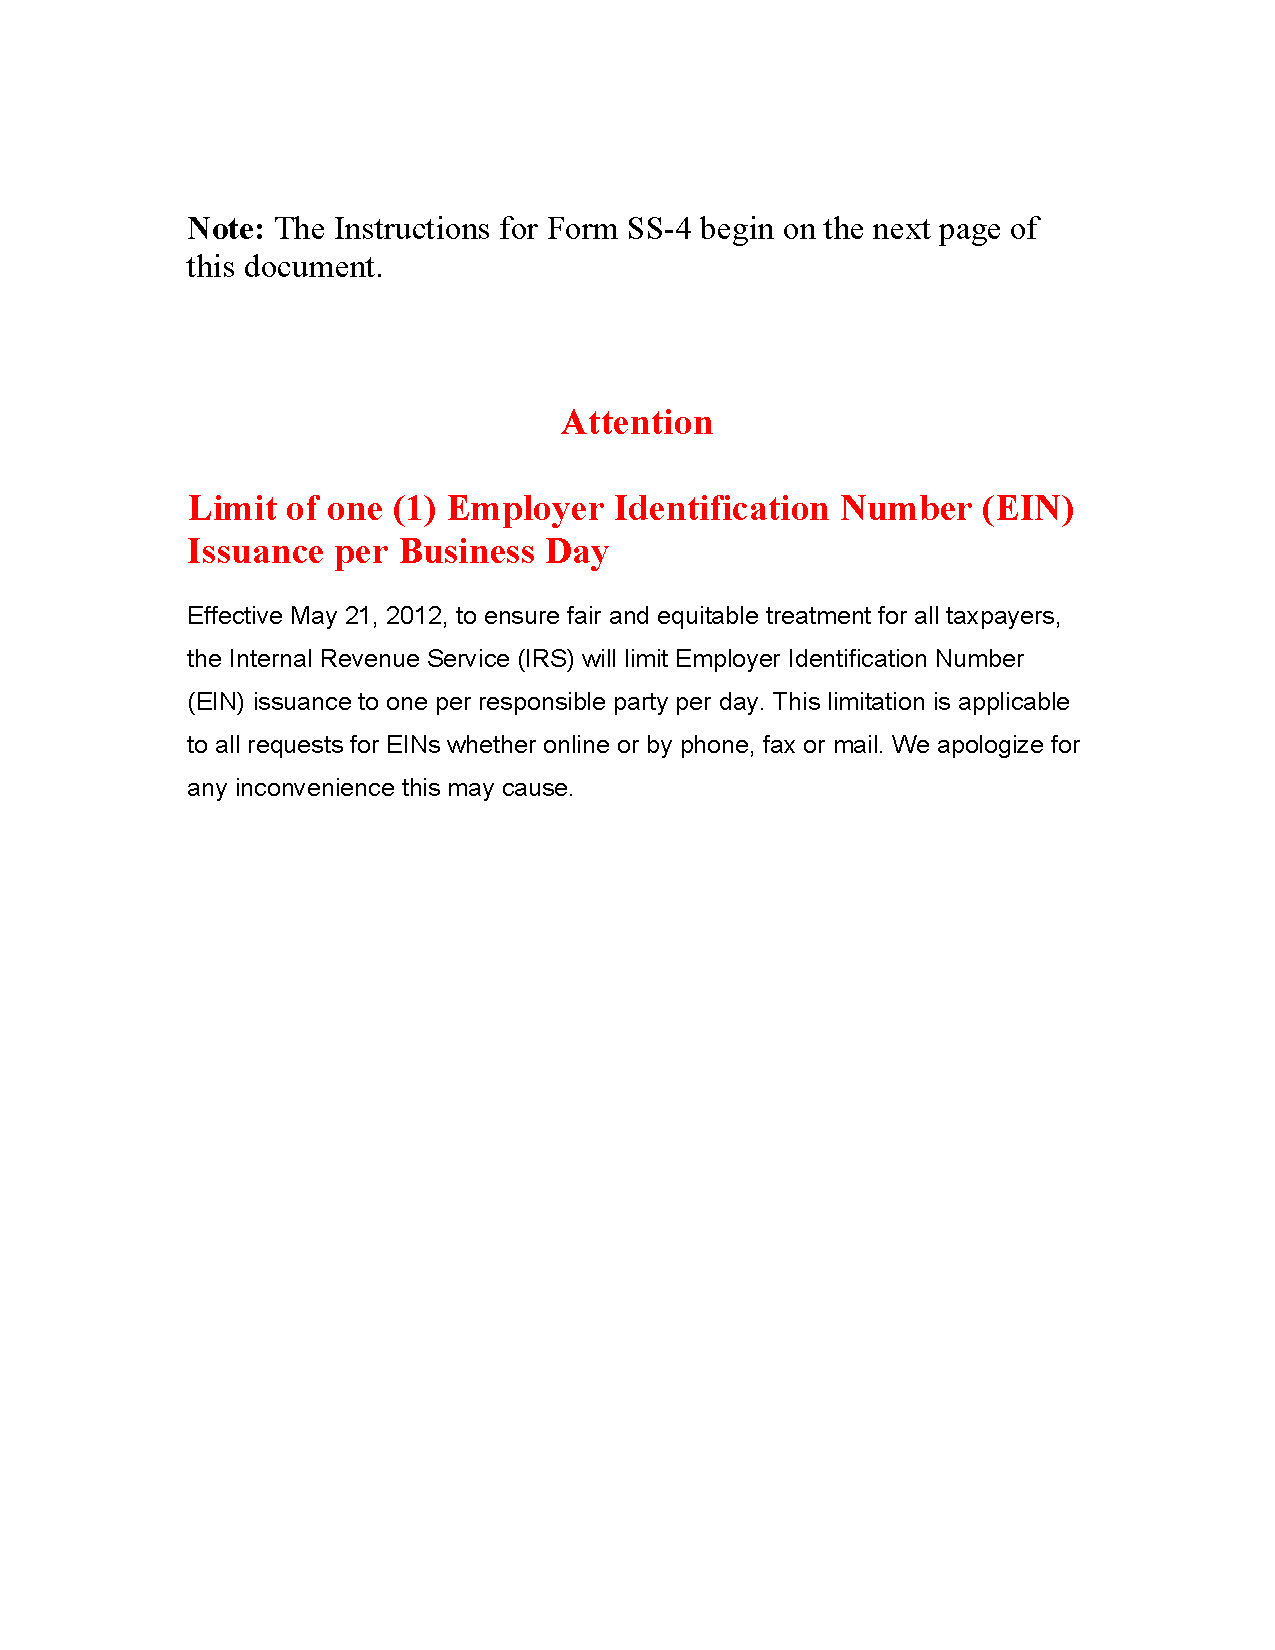 Note: The Instructions for Form SS-4 begin on the next page of
this document.
Attention
Limit of one (1) Employer Identification Number (EIN)
Issuance per Business Day
Effective May 21, 2012, to ensure fair and equitable treatment for all taxpayers,
the Internal Revenue Service (IRS) will limit Employer Identification Number
(EIN) issuance to one per responsible party per day. This limitation is applicable
to all requests for EINs whether online or by phone, fax or mail. We apologize for
any inconvenience this may cause.